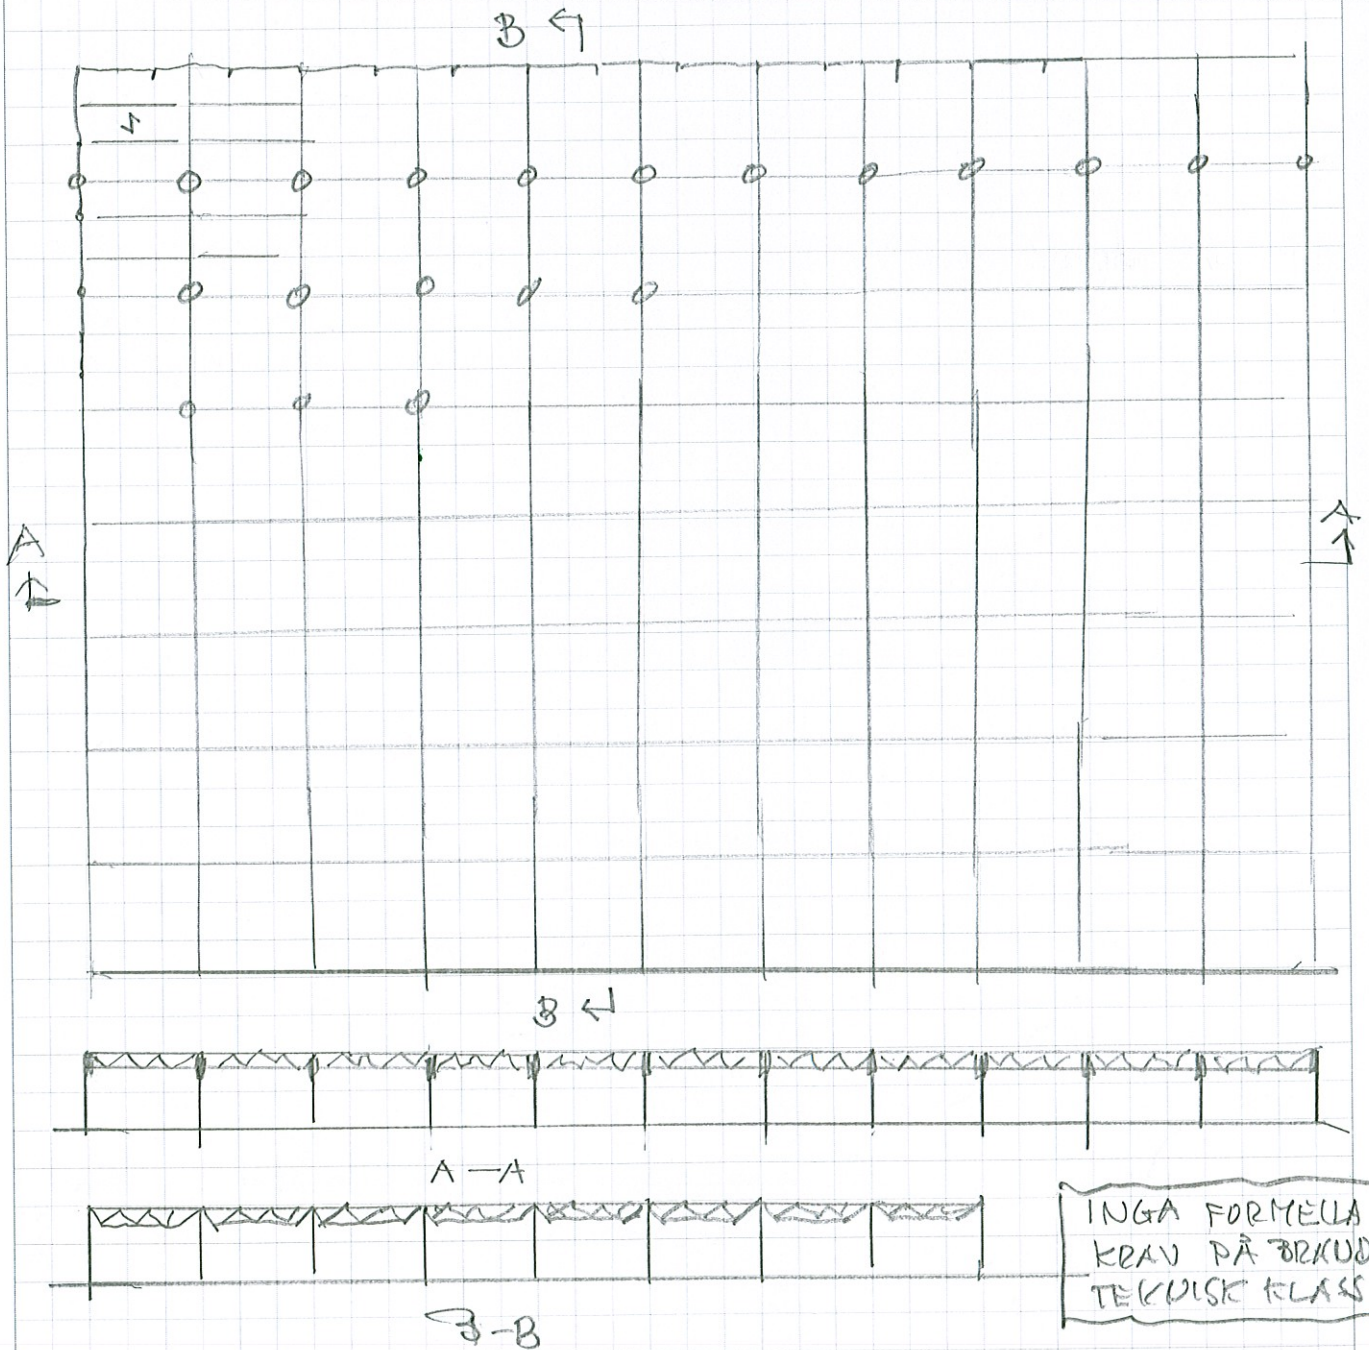 B
A
A
B
A-A
B-B
INGA FORMELLA
KRAV PÅ BRAND
TEKNISK KLASS